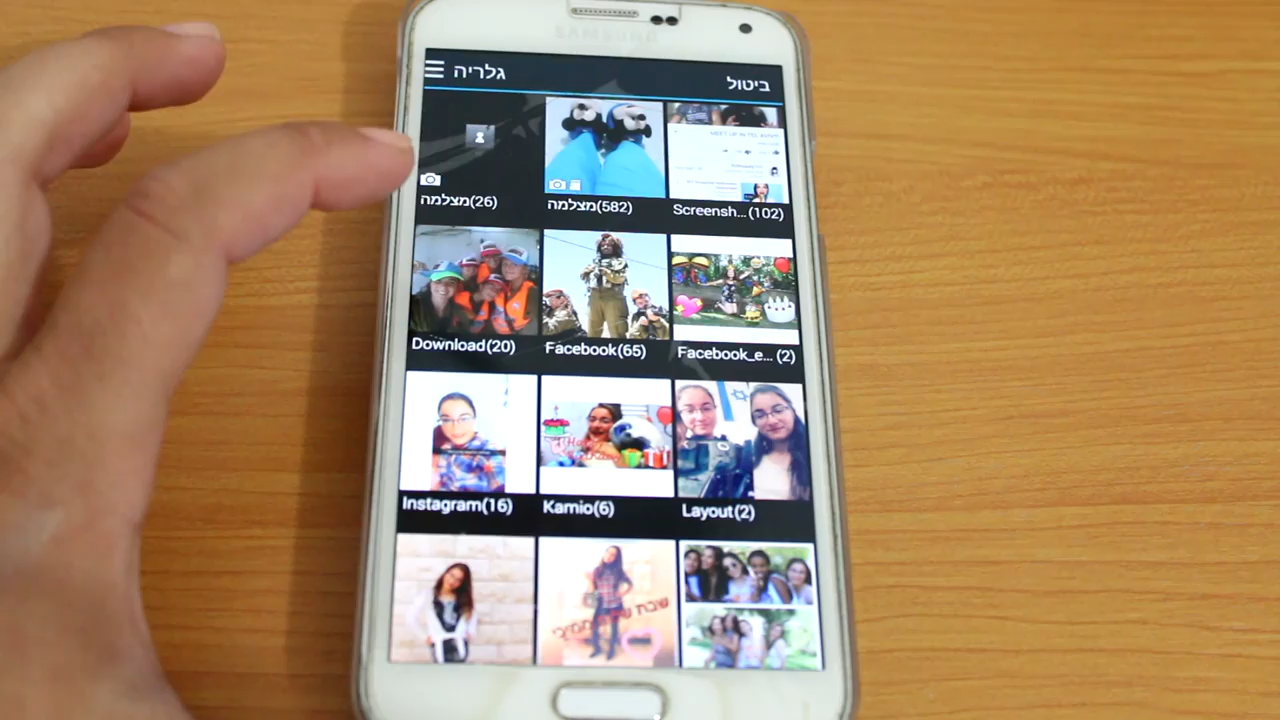 SAMSUNG
גלריה
ביטול
מצלמה(26)
מצלמה(582)
Screensh...(102)
Download(20)
Facebook(65)
Facebook_e... (2)
Instagram(16)
Kamio(6)
Layout(2)
שבת